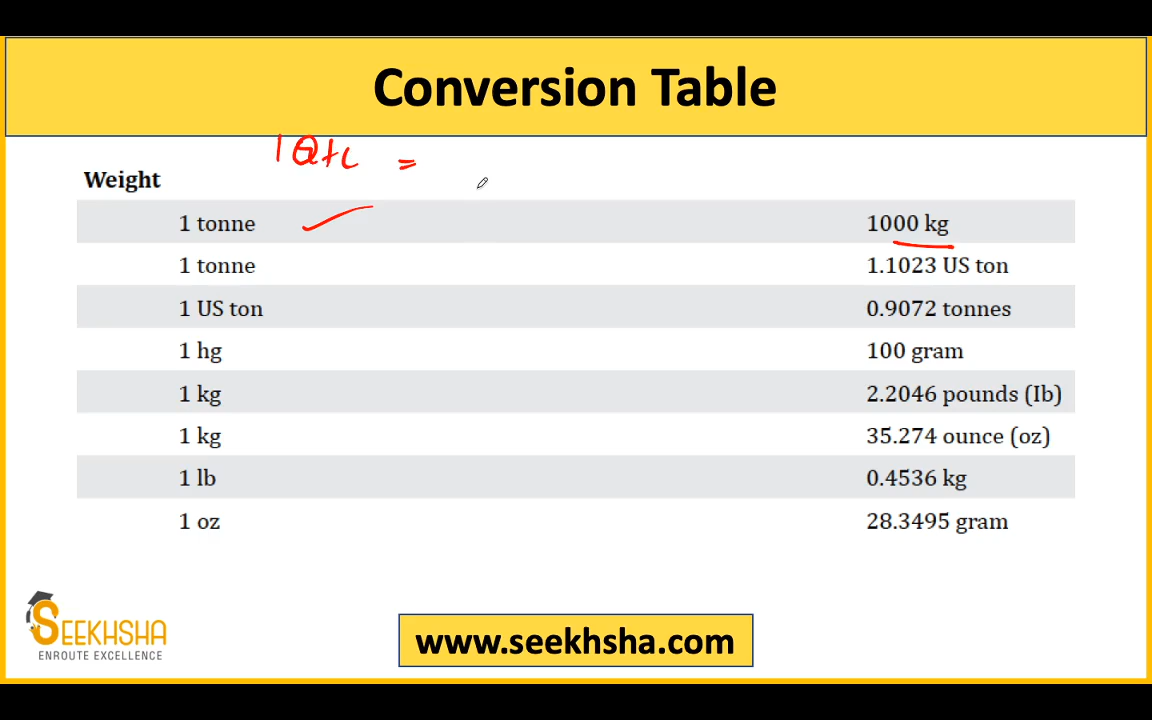 Conversion Table
1 Qtl =
Weight
1 tonne 1000 kg
1 tonne 1.1023 US ton
1 US ton 0.9072 tonnes
1 hg 100 gram
1 kg 2.2046 pounds (Ib)
1 kg 35.274 ounce (oz)
1 lb 0.4536 kg
1 oz 28.3495 gram
SEEKHSHA
ENROUTE EXCELLENCE
www.seekhsha.com